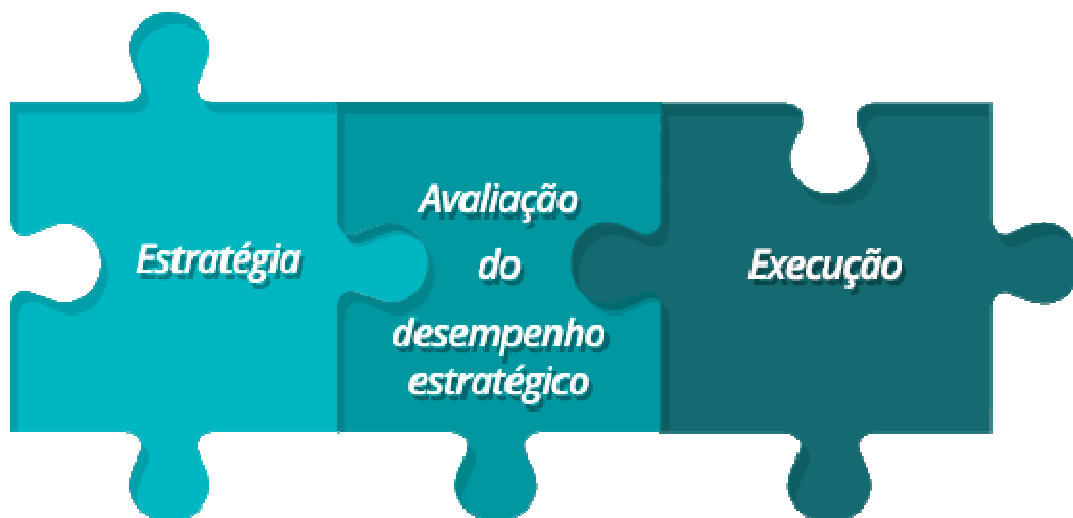 Estratégia
Avaliação
do
desempenho
estratégico
Execução